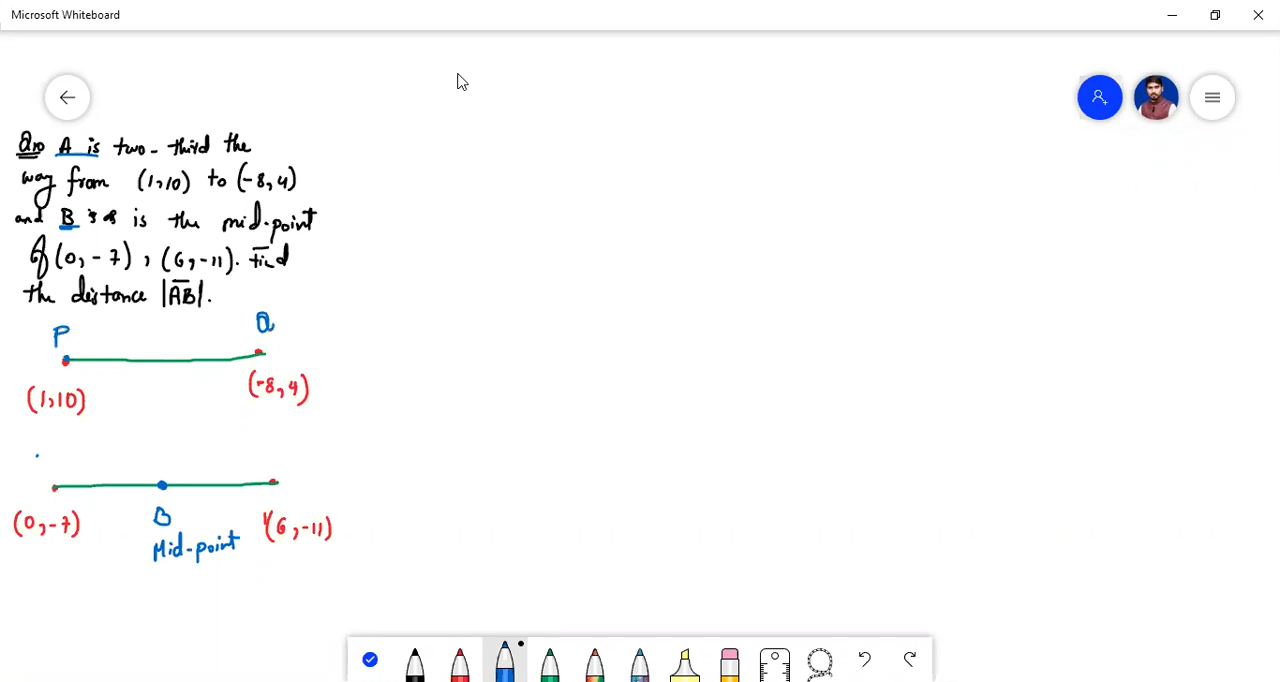 Microsoft Whiteboard
Q10 A is two-third the
way from (1,10) to (-8,4)
and B is the mid-point
of (0,-7), (6,-11). Find
the distance |AB|.
P Q
(1,10) (-8,4)
(0,-7) B (6,-11)
Mid-point